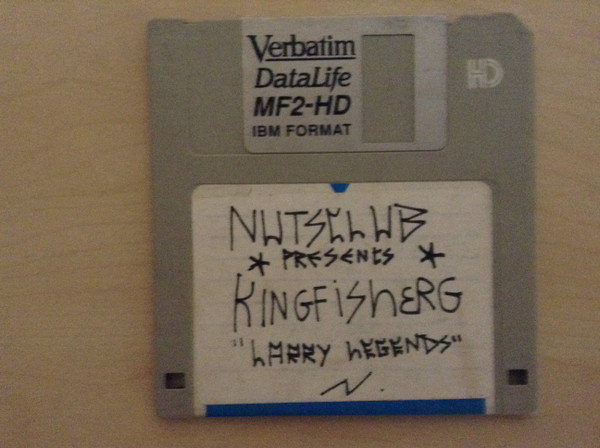 Verbatim
DataLife
MF2-HD
IBM FORMAT
HD
NUTSCLUB
* PRESENTS *
KINGFISHERG
"LARRY LEGENDS"
N.